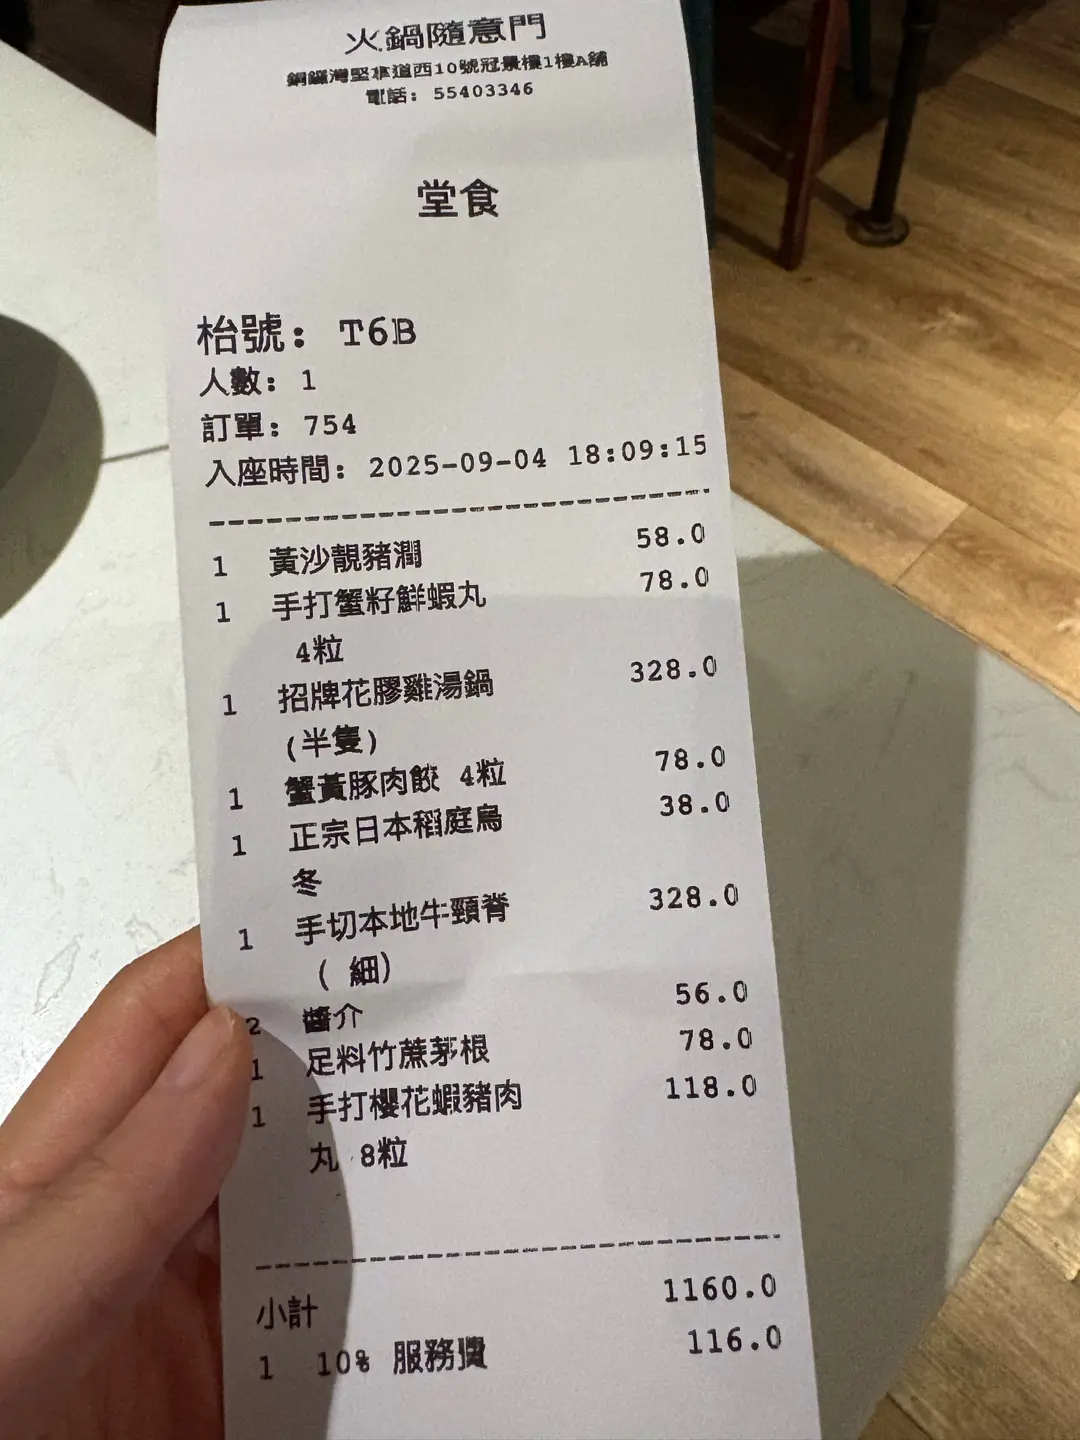 火鍋隨意門
銅鑼灣堅拿道西10號冠景樓1樓A舖
電話: 55403346
堂食
枱號: T6B
人數: 1
訂單: 754
入座時間: 2025-09-04 18:09:15
1 黃沙靚豬潤 58.0
1 手打蟹籽鮮蝦丸 78.0
4粒
1 招牌花膠雞湯鍋 328.0
(半隻)
1 蟹黃豚肉餃 4粒 78.0
1 正宗日本稻庭烏 38.0
冬
1 手切本地牛頸脊 328.0
( 細)
2 醬介 56.0
1 足料竹蔗茅根 78.0
1 手打櫻花蝦豬肉 118.0
丸 8粒
小計 1160.0
1 10% 服務費 116.0